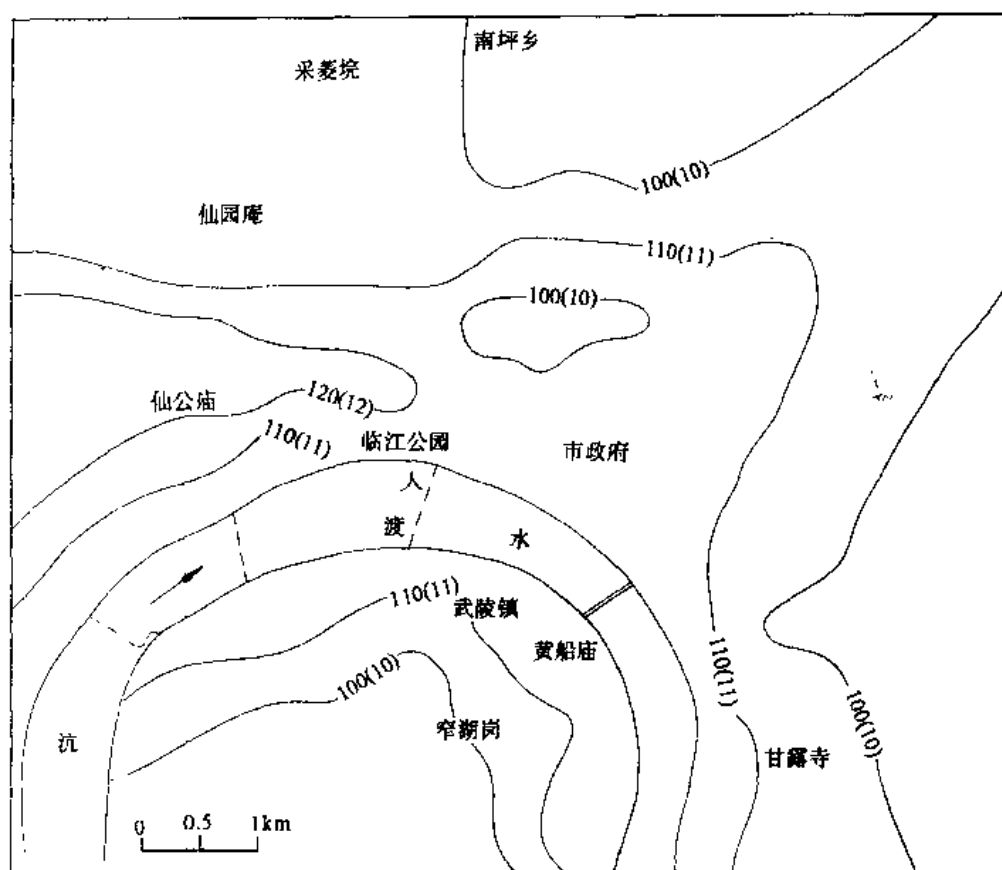 南坪乡
采菱垸
100(10)
仙园庵
110(11)
100(10)
仙公庙
120(12)
110(11)
临江公园
市政府
人
渡
水
110(11)
武陵镇
黄船庙
110(11)
100(10)
100(10)
沆
窄湖岗
甘露寺
0 0.5 1km